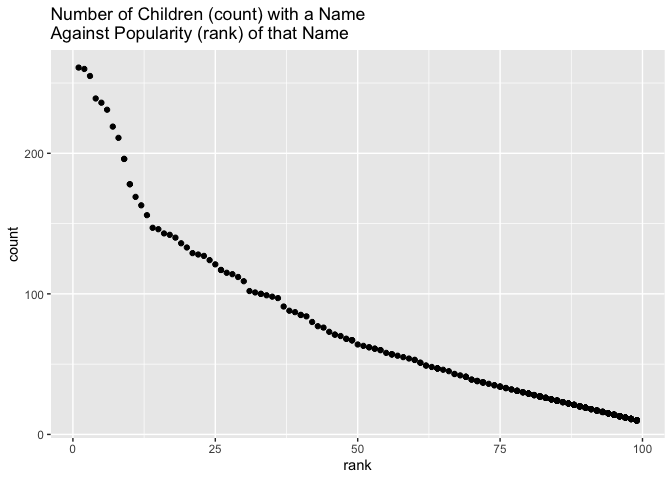 Number of Children (count) with a Name
Against Popularity (rank) of that Name
200
100
0
count
0 25 50 75 100
rank